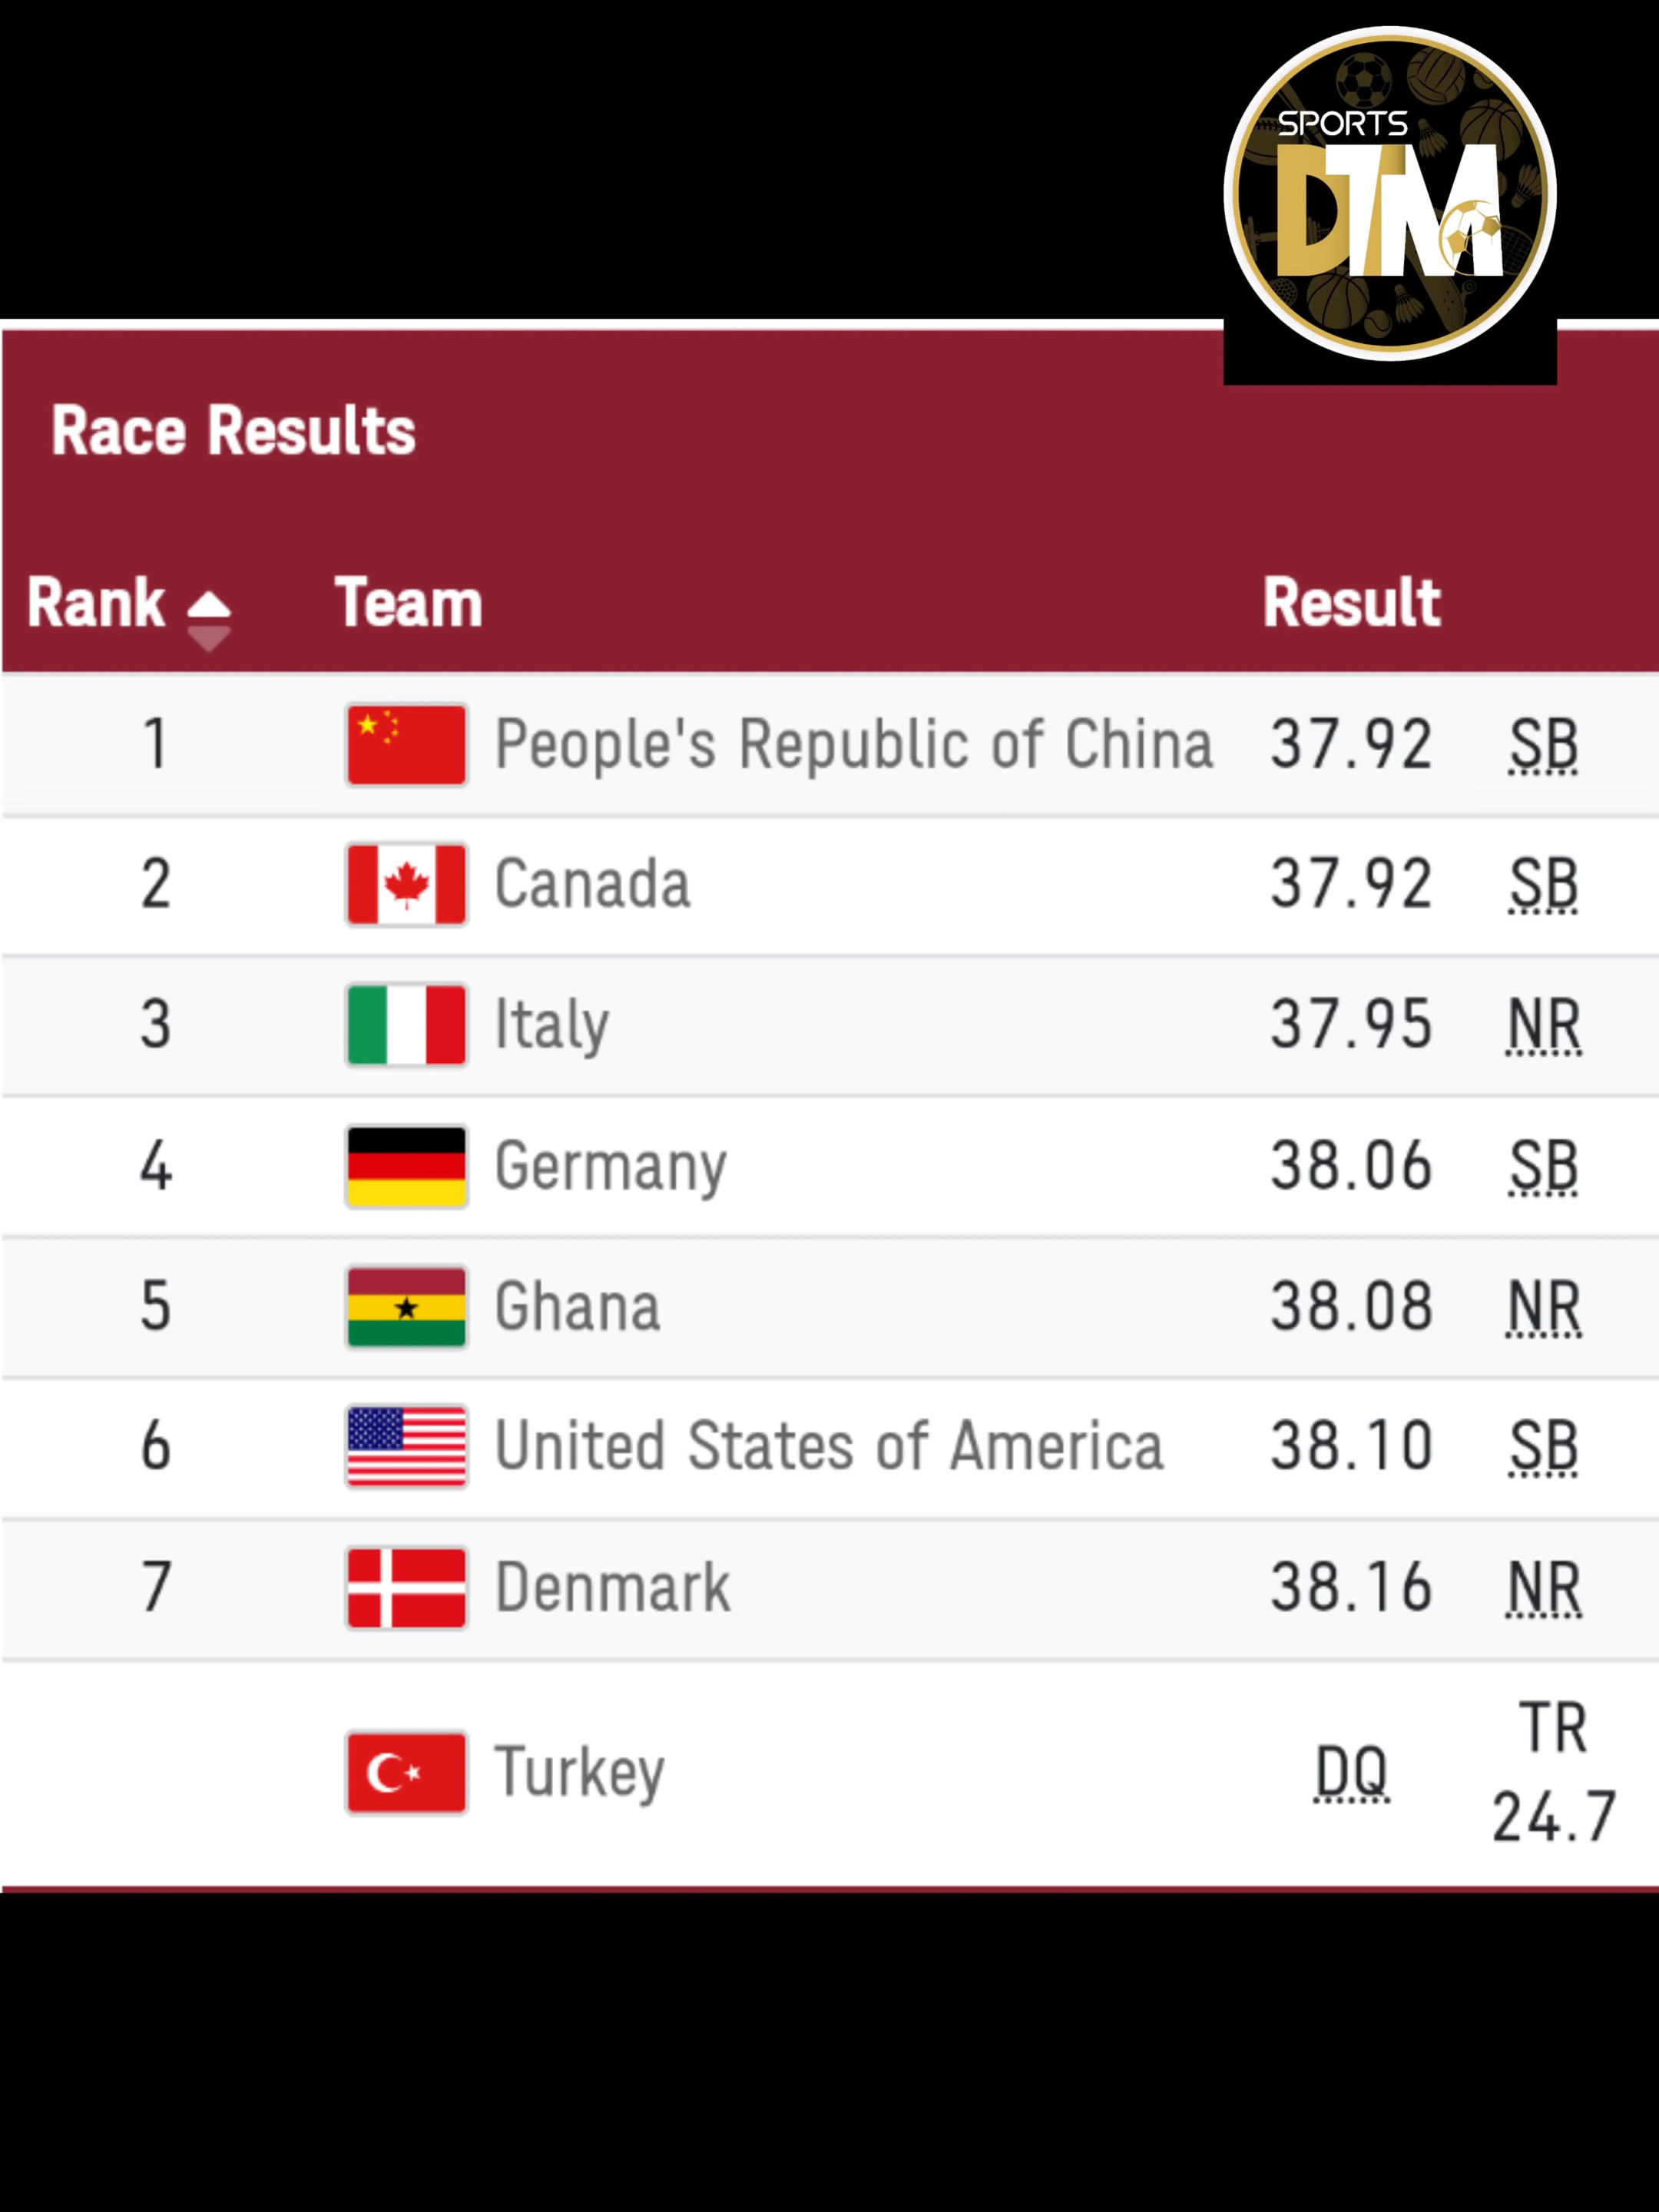 SPORTS
DTM
Race Results
Rank Team Result
1 People's Republic of China 37.92 SB
2 Canada 37.92 SB
3 Italy 37.95 NR
4 Germany 38.06 SB
5 Ghana 38.08 NR
6 United States of America 38.10 SB
7 Denmark 38.16 NR
Turkey DQ TR
24.7